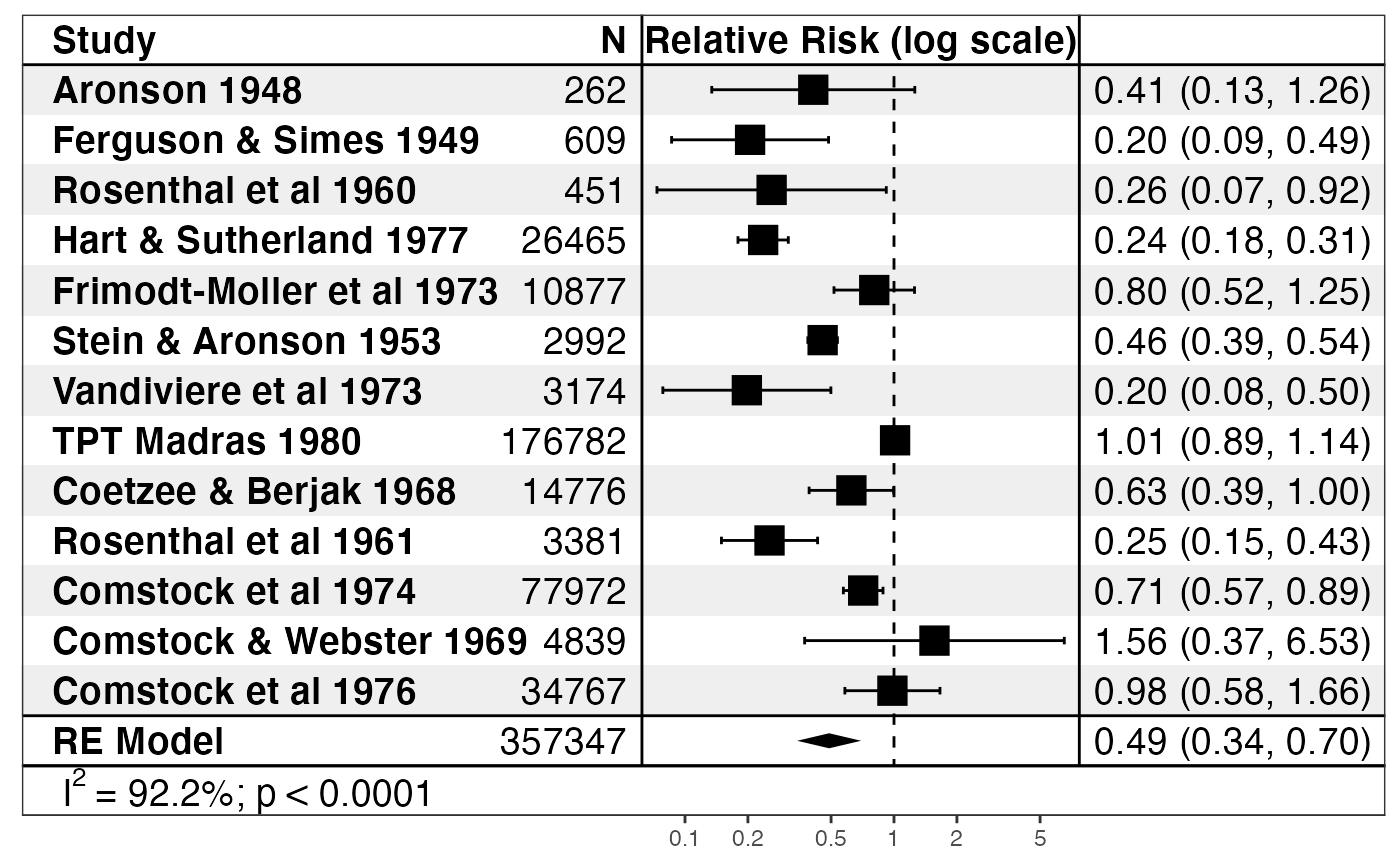 Study N Relative Risk (log scale)
Aronson 1948 262 0.41 (0.13, 1.26)
Ferguson & Simes 1949 609 0.20 (0.09, 0.49)
Rosenthal et al 1960 451 0.26 (0.07, 0.92)
Hart & Sutherland 1977 26465 0.24 (0.18, 0.31)
Frimodt-Moller et al 1973 10877 0.80 (0.52, 1.25)
Stein & Aronson 1953 2992 0.46 (0.39, 0.54)
Vandiviere et al 1973 3174 0.20 (0.08, 0.50)
TPT Madras 1980 176782 1.01 (0.89, 1.14)
Coetzee & Berjak 1968 14776 0.63 (0.39, 1.00)
Rosenthal et al 1961 3381 0.25 (0.15, 0.43)
Comstock et al 1974 77972 0.71 (0.57, 0.89)
Comstock & Webster 1969 4839 1.56 (0.37, 6.53)
Comstock et al 1976 34767 0.98 (0.58, 1.66)
RE Model 357347 0.49 (0.34, 0.70)
I² = 92.2%; p < 0.0001
0.1 0.2 0.5 1 2 5